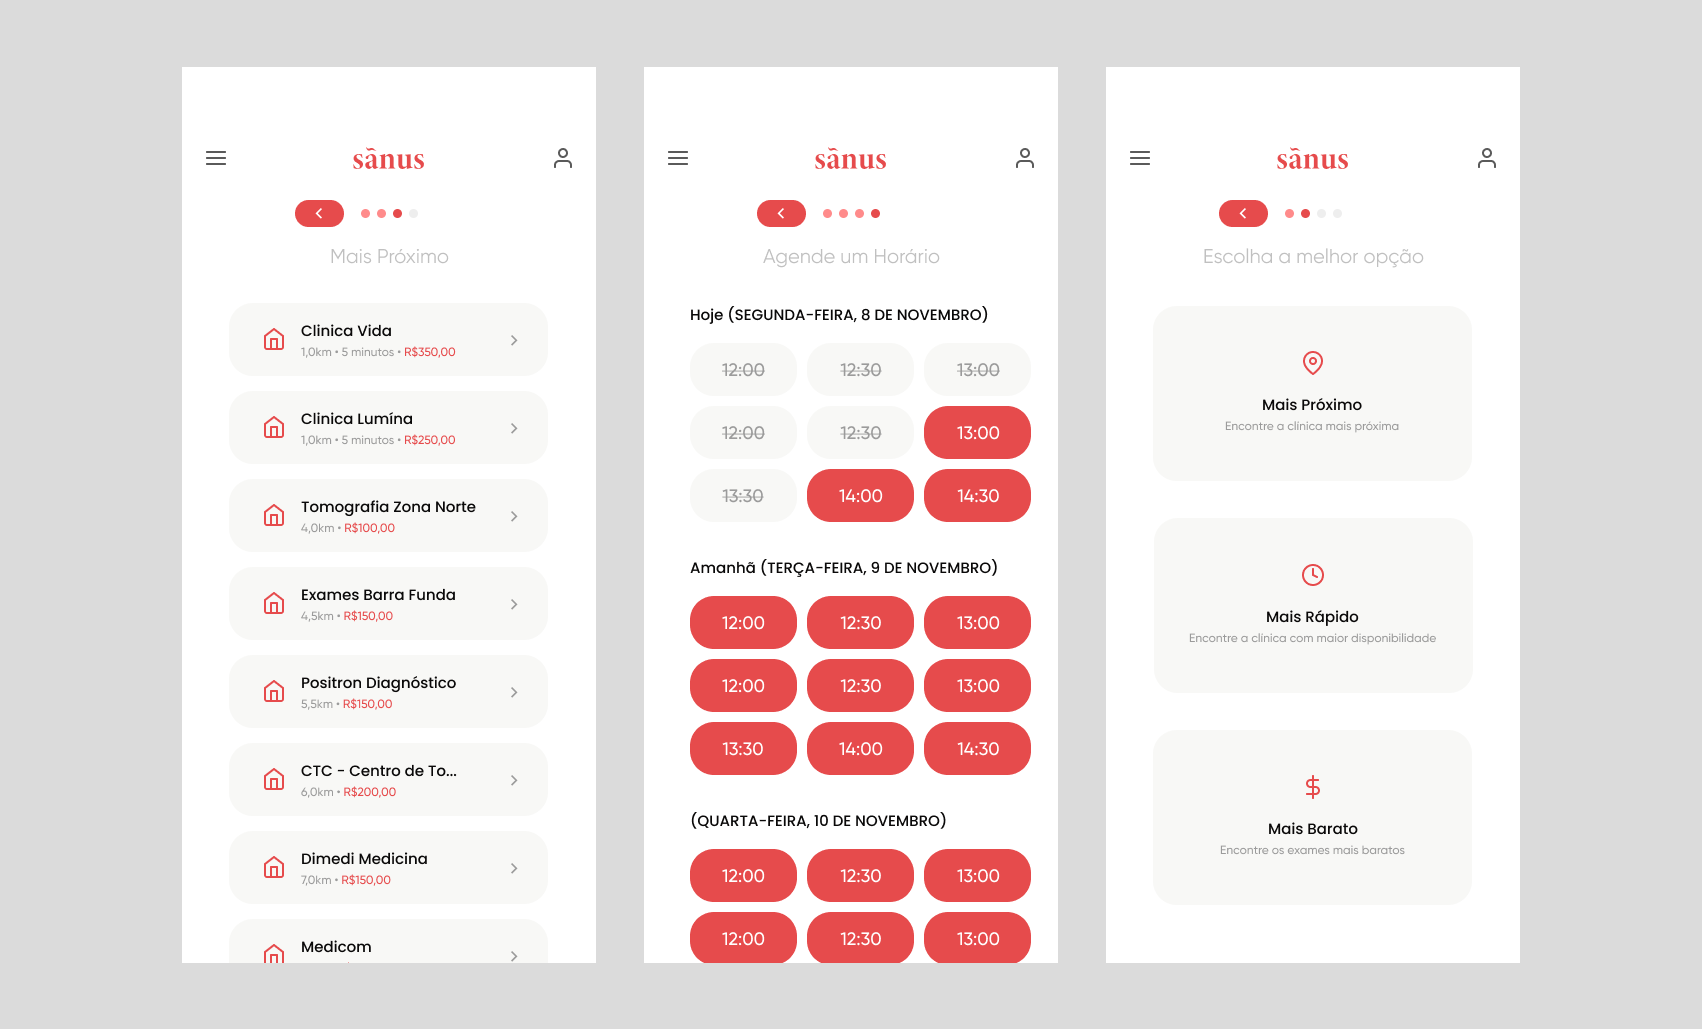 sānus
Mais Próximo
Clinica Vida
1,0km • 5 minutos • R$350,00
Clinica Lumína
1,0km • 5 minutos • R$250,00
Tomografia Zona Norte
4,0km • R$100,00
Exames Barra Funda
4,5km • R$150,00
Positron Diagnóstico
5,5km • R$150,00
CTC - Centro de To...
6,0km • R$200,00
Dimedi Medicina
7,0km • R$150,00
Medicom
sānus
Agende um Horário
Hoje (SEGUNDA-FEIRA, 8 DE NOVEMBRO)
12:00 12:30 13:00
12:00 12:30 13:00
13:30 14:00 14:30
Amanhã (TERÇA-FEIRA, 9 DE NOVEMBRO)
12:00 12:30 13:00
12:00 12:30 13:00
13:30 14:00 14:30
(QUARTA-FEIRA, 10 DE NOVEMBRO)
12:00 12:30 13:00
12:00 12:30 13:00
sānus
Escolha a melhor opção
Mais Próximo
Encontre a clínica mais próxima
Mais Rápido
Encontre a clínica com maior disponibilidade
Mais Barato
Encontre os exames mais baratos